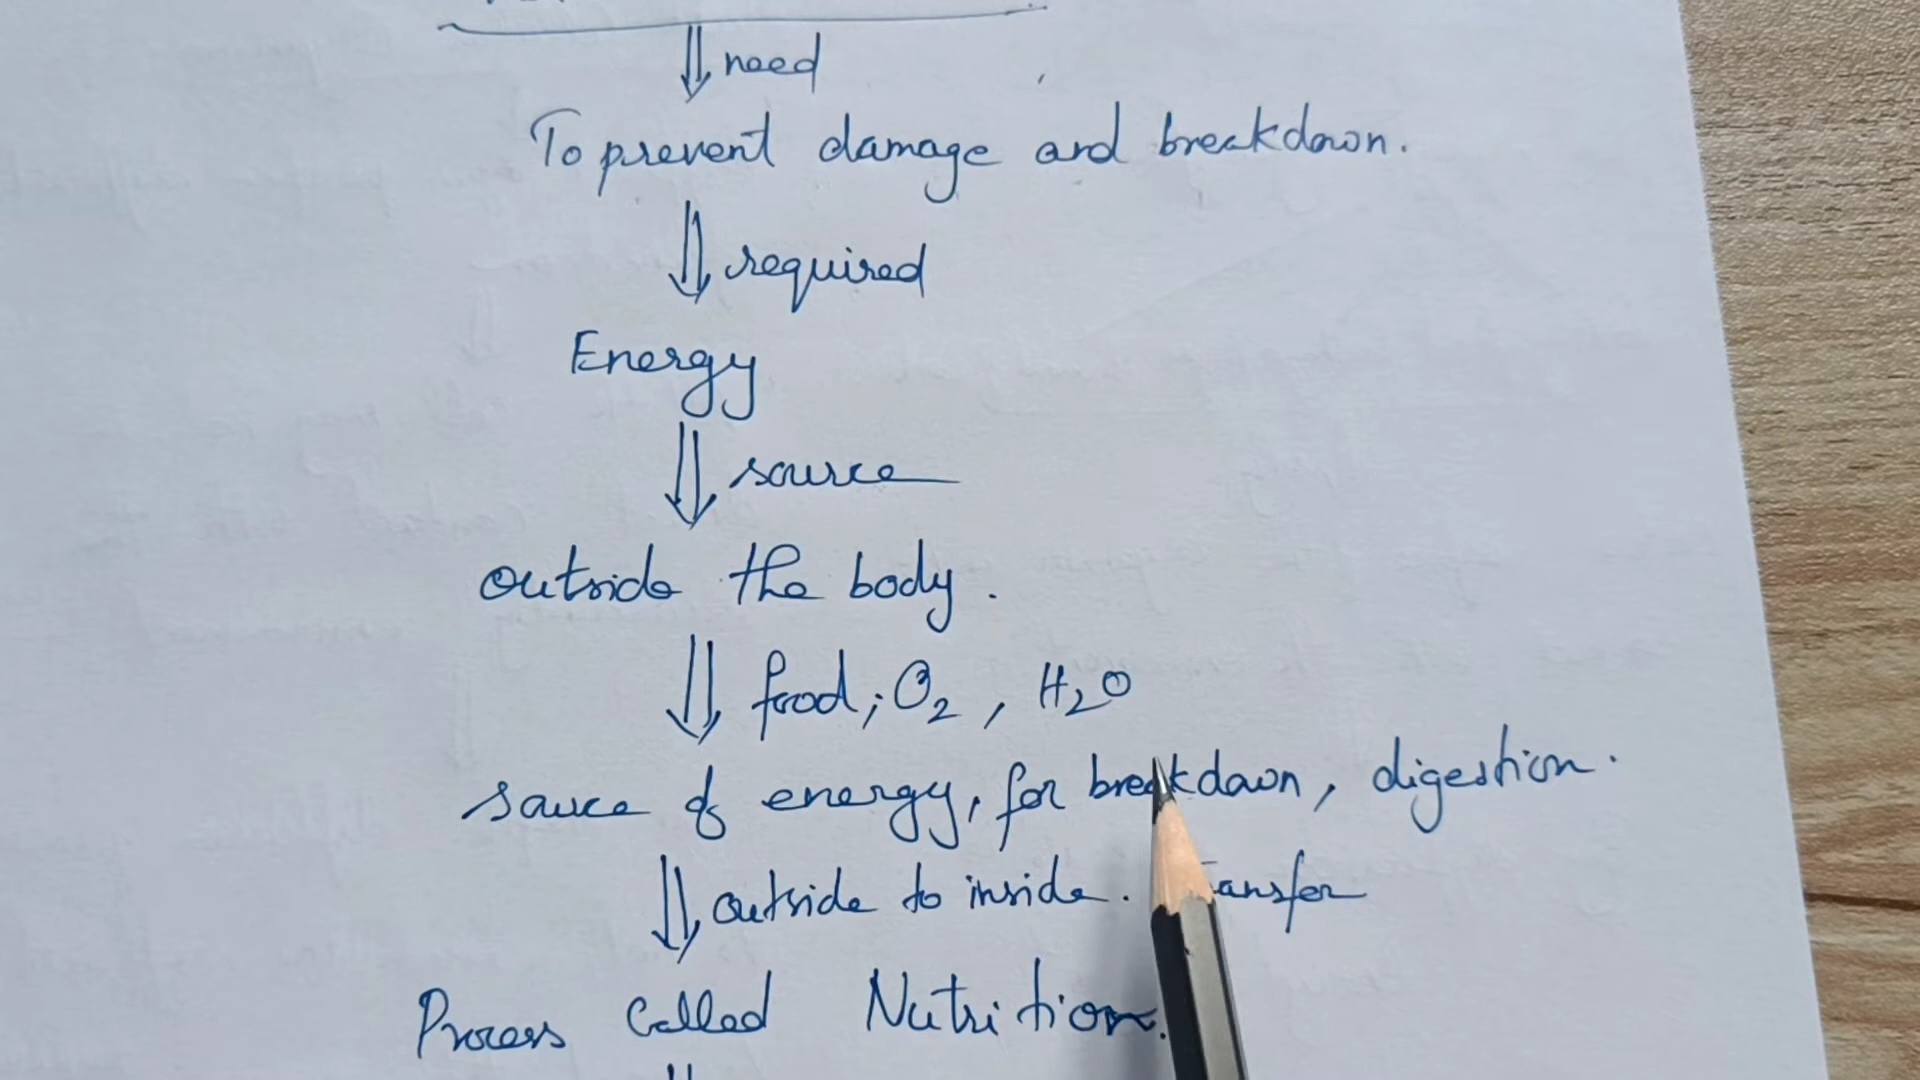 need
To prevent damage and breakdown.
required
Energy
source
outside the body.
food; O2, H2O
source of energy, for breakdown, digestion.
outside to inside. Transfer
Process Called Nutrition.